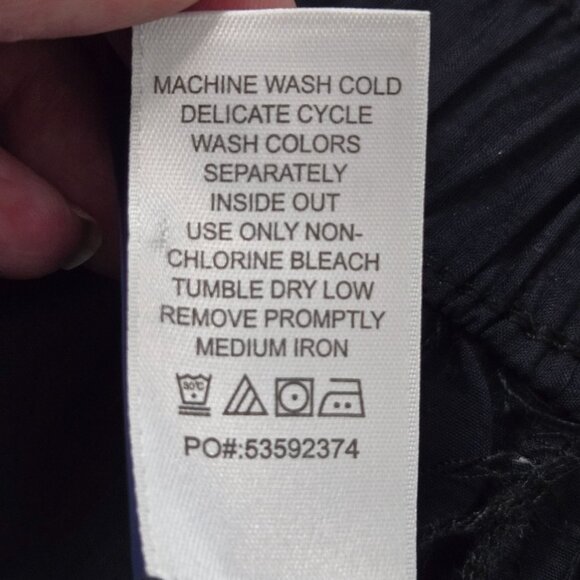 MACHINE WASH COLD
DELICATE CYCLE
WASH COLORS
SEPARATELY
INSIDE OUT
USE ONLY NON-
CHLORINE BLEACH
TUMBLE DRY LOW
REMOVE PROMPTLY
MEDIUM IRON
30°C
PO#:53592374